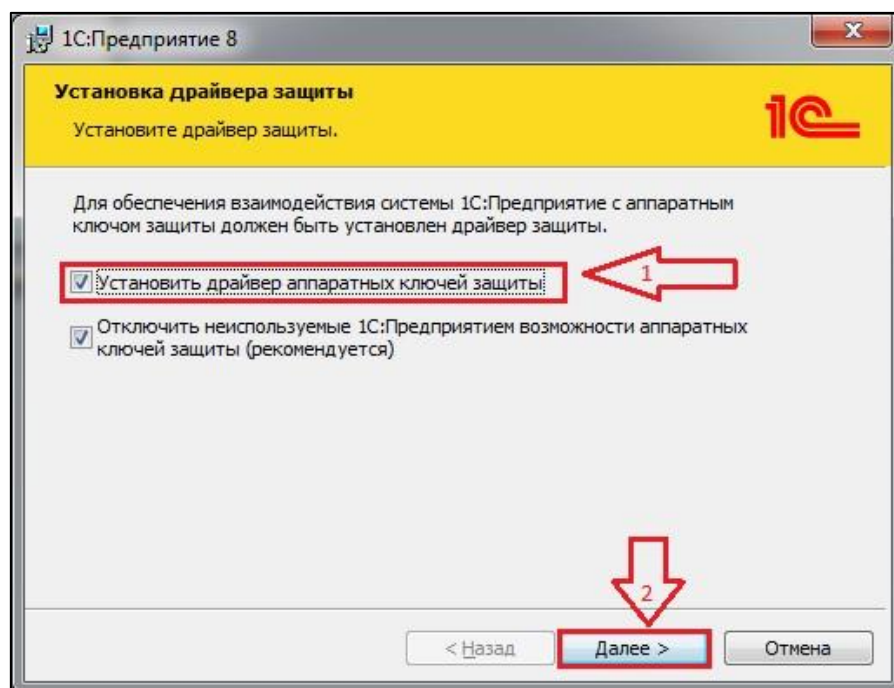 1С:Предприятие 8
Установка драйвера защиты
Установите драйвер защиты.
1С
Для обеспечения взаимодействия системы 1С:Предприятие с аппаратным
ключом защиты должен быть установлен драйвер защиты.
Установить драйвер аппаратных ключей защиты
1
Отключить неиспользуемые 1С:Предприятием возможности аппаратных
ключей защиты (рекомендуется)
2
< Назад
Далее >
Отмена